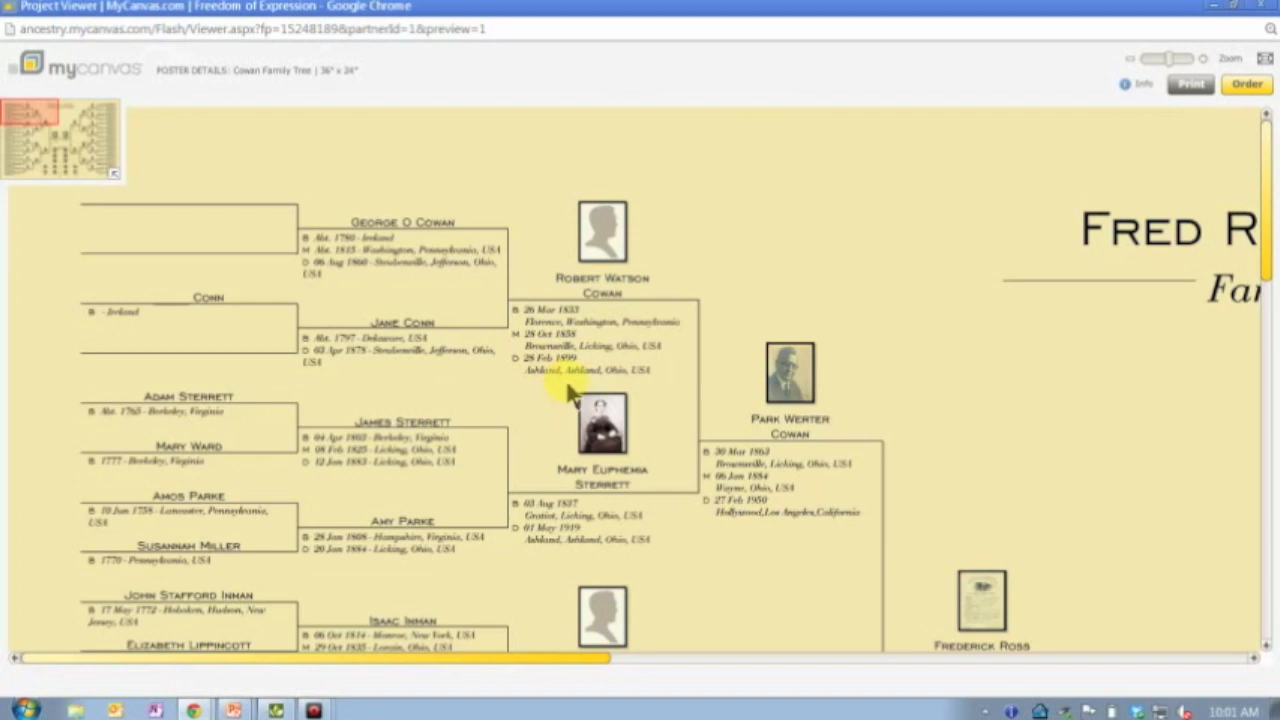 Project Viewer | MyCanvas.com | Freedom of Expression - Google Chrome
ancestry.mycanvas.com/Flash/Viewer.aspx?fp=15248189&partnerId=1&preview=1
mycanvas
POSTER DETAILS: Cowan Family Tree | 36" x 24"
Zoom
Info
Print
Order
FRED R
Fan
GEORGE O COWAN
B Abt. 1780 - Ireland
M Abt. 1815 - Washington, Pennsylvania, USA
D 06 Aug 1860 - Steubenville, Jefferson, Ohio,
USA
CONN
B - Ireland
JANE CONN
B Abt. 1797 - Delaware, USA
D 03 Apr 1878 - Steubenville, Jefferson, Ohio,
USA
ROBERT WATSON
COWAN
B 26 Mar 1833
Florence, Washington, Pennsylvania
M 28 Oct 1858
Brownsville, Licking, Ohio, USA
D 28 Feb 1899
Ashland, Ashland, Ohio, USA
ADAM STERRETT
B Abt. 1765 - Berkeley, Virginia
MARY WARD
B 1777 - Berkeley, Virginia
JAMES STERRETT
B 04 Apr 1803 - Berkeley, Virginia
M 08 Feb 1825 - Licking, Ohio, USA
D 12 Jan 1883 - Licking, Ohio, USA
AMOS PARKE
B 10 Jun 1758 - Lancaster, Pennsylvania,
USA
SUSANNAH MILLER
B 1770 - Pennsylvania, USA
AMY PARKE
B 28 Jan 1808 - Hampshire, Virginia, USA
D 20 Jan 1884 - Licking, Ohio, USA
MARY EUPHEMIA
STERRETT
B 03 Aug 1837
Gratiot, Licking, Ohio, USA
D 01 May 1919
Ashland, Ashland, Ohio, USA
PARK WERTER
COWAN
B 30 Mar 1863
Brownsville, Licking, Ohio, USA
M 06 Jan 1884
Wayne, Ohio, USA
D 27 Feb 1950
Hollywood,Los Angeles,California
JOHN STAFFORD INMAN
B 17 May 1772 - Hoboken, Hudson, New
Jersey, USA
ELIZABETH LIPPINCOTT
ISAAC INMAN
B 06 Oct 1814 - Monroe, New York, USA
M 29 Oct 1835 - Lorain, Ohio, USA
FREDERICK ROSS
10:01 AM